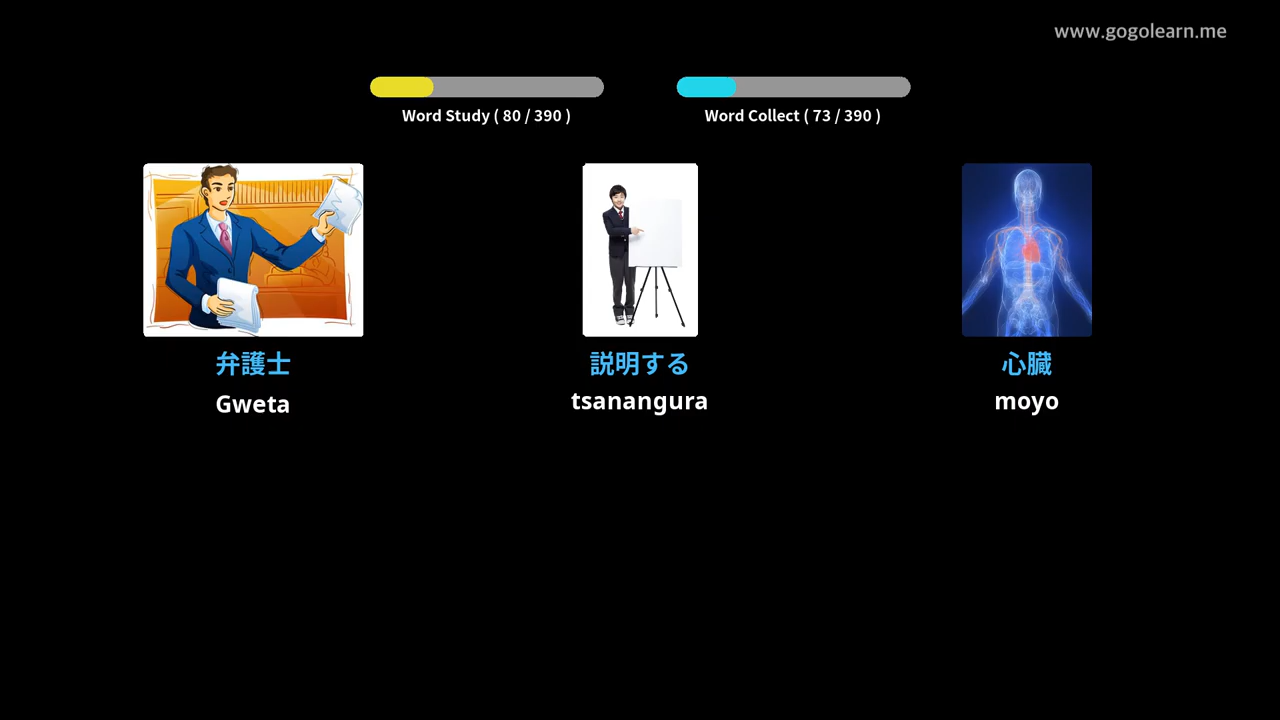 www.gogolearn.me
Word Study ( 80 / 390 )
Word Collect ( 73 / 390 )
弁護士
説明する
心臓
Gweta
tsanangura
moyo